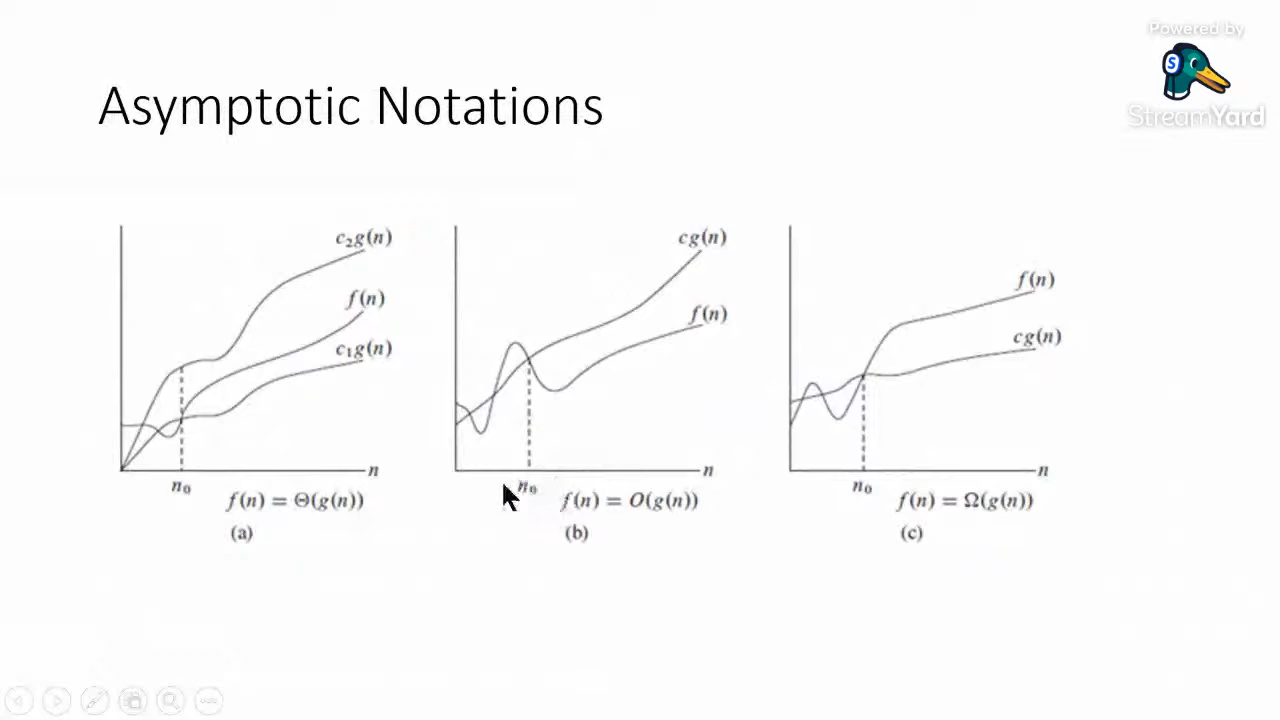 Powered by
StreamYard
Asymptotic Notations
c₂g(n)
f(n)
c₁g(n)
n
n₀
f(n) = Θ(g(n))
(a)
cg(n)
f(n)
n
n₀
f(n) = O(g(n))
(b)
f(n)
cg(n)
n
n₀
f(n) = Ω(g(n))
(c)